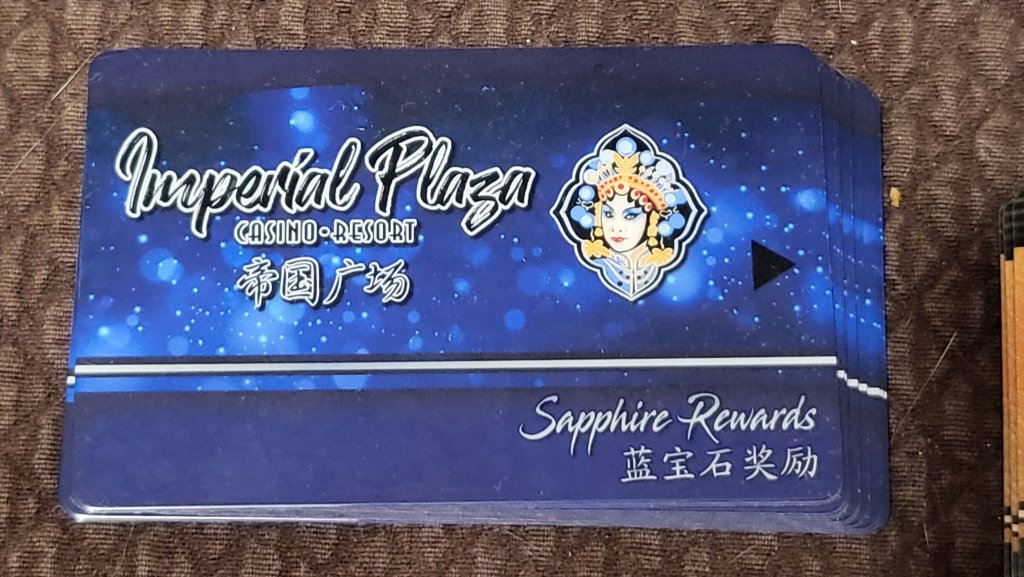 Imperial Plaza
CASINO • RESORT
帝国广场
Sapphire Rewards
蓝宝石奖励